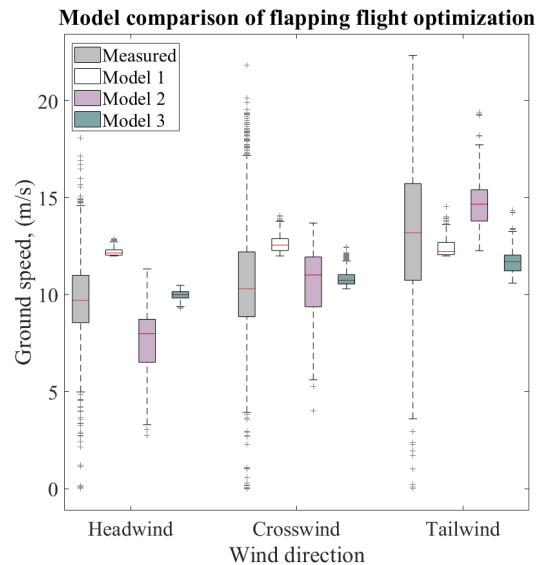 Model comparison of flapping flight optimization
Measured
Model 1
Model 2
Model 3
Ground speed, (m/s)
20
15
10
5
0
Headwind
Crosswind
Tailwind
Wind direction